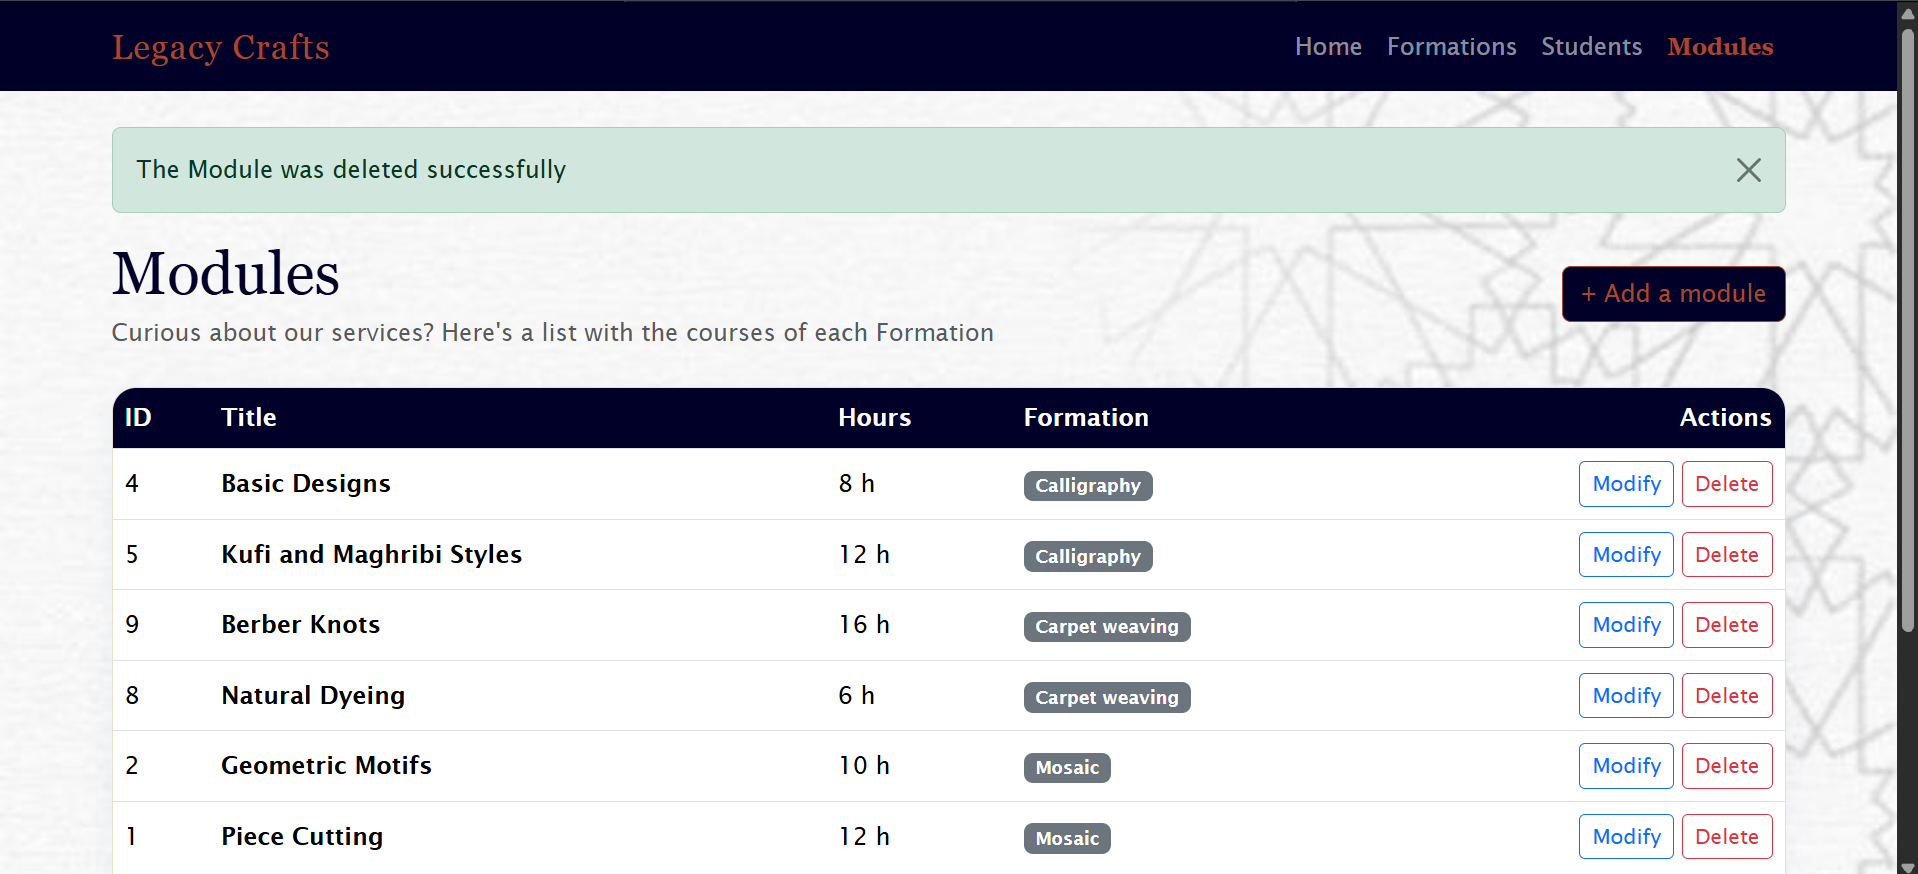 Legacy Crafts Home Formations Students Modules
The Module was deleted successfully
Modules
+ Add a module
Curious about our services? Here's a list with the courses of each Formation
ID Title Hours Formation Actions
4 Basic Designs 8 h Calligraphy Modify Delete
5 Kufi and Maghribi Styles 12 h Calligraphy Modify Delete
9 Berber Knots 16 h Carpet weaving Modify Delete
8 Natural Dyeing 6 h Carpet weaving Modify Delete
2 Geometric Motifs 10 h Mosaic Modify Delete
1 Piece Cutting 12 h Mosaic Modify Delete